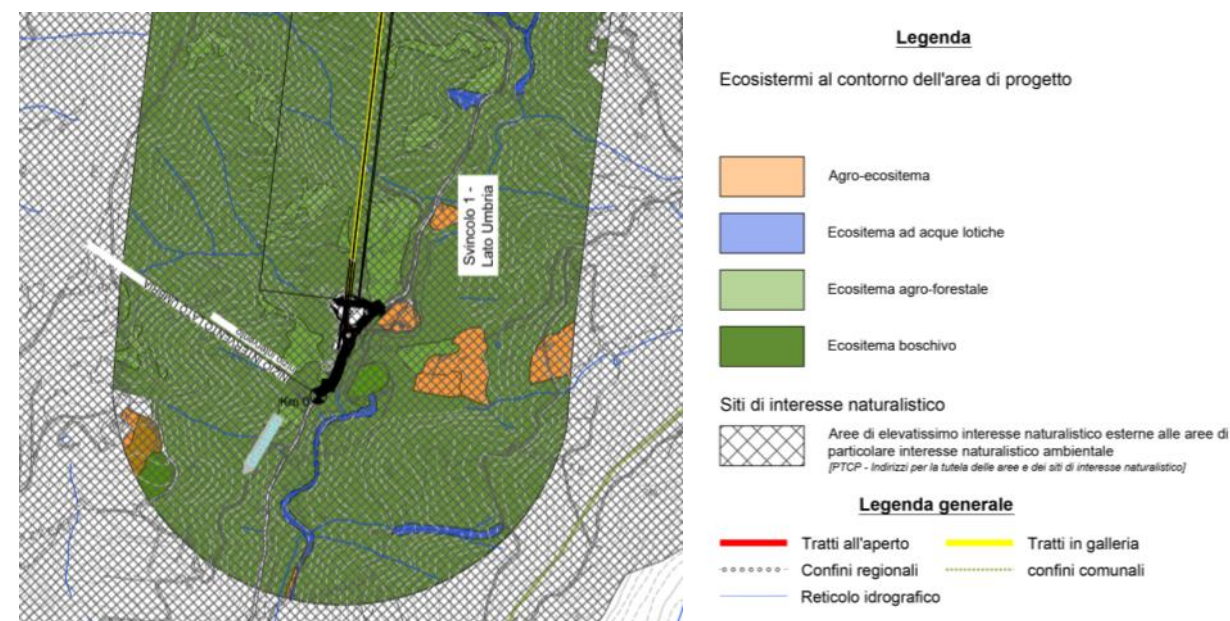 Svincolo 1 -
Lato Umbria
Km 0
Legenda
Ecosistermi al contorno dell'area di progetto
Agro-ecositema
Ecositema ad acque lotiche
Ecositema agro-forestale
Ecositema boschivo
Siti di interesse naturalistico
Aree di elevatissimo interesse naturalistico esterne alle aree di
particolare interesse naturalistico ambientale
[PTCP - Indirizzi per la tutela delle aree e dei siti di interesse naturalistico]
Legenda generale
Tratti all'aperto
Tratti in galleria
Confini regionali
confini comunali
Reticolo idrografico